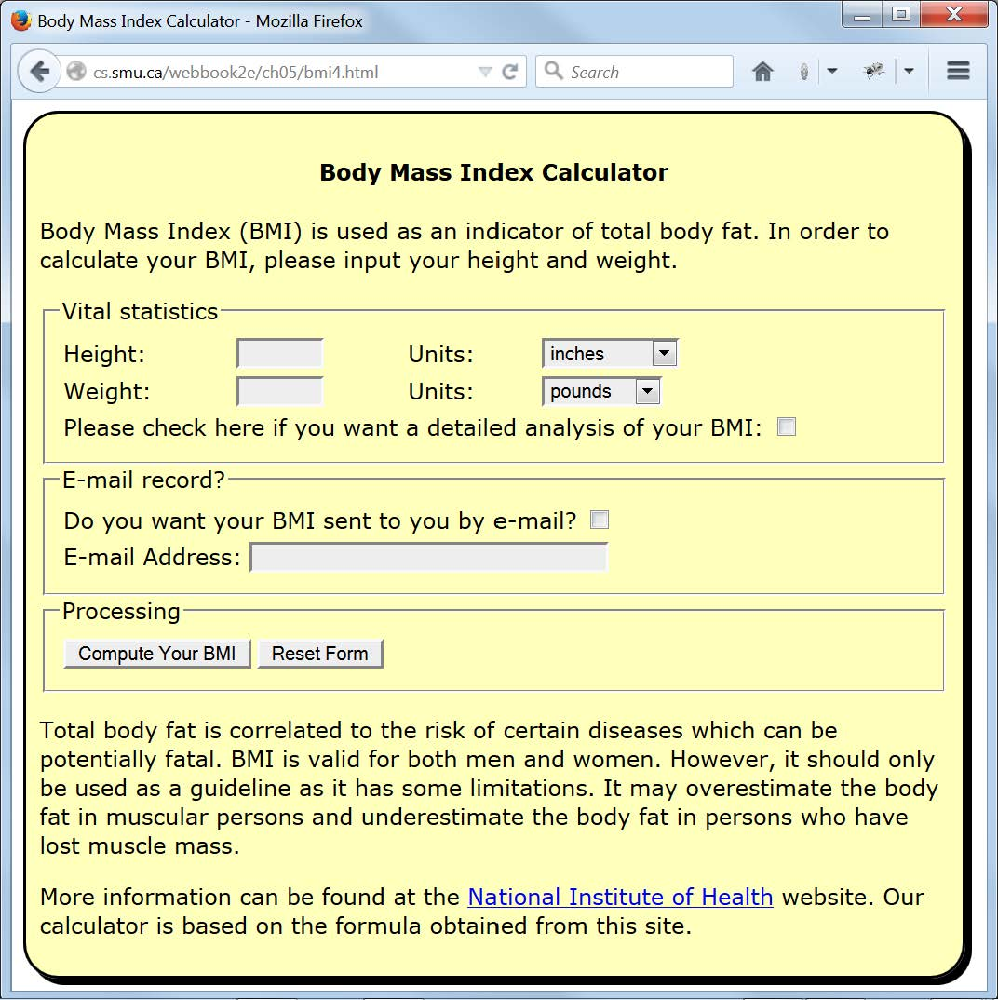 Body Mass Index Calculator - Mozilla Firefox
cs.smu.ca/webbook2e/ch05/bmi4.html
Search
Body Mass Index Calculator
Body Mass Index (BMI) is used as an indicator of total body fat. In order to
calculate your BMI, please input your height and weight.
Vital statistics
Height: Units: inches
Weight: Units: pounds
Please check here if you want a detailed analysis of your BMI:
E-mail record?
Do you want your BMI sent to you by e-mail?
E-mail Address:
Processing
Compute Your BMI Reset Form
Total body fat is correlated to the risk of certain diseases which can be
potentially fatal. BMI is valid for both men and women. However, it should only
be used as a guideline as it has some limitations. It may overestimate the body
fat in muscular persons and underestimate the body fat in persons who have
lost muscle mass.
More information can be found at the National Institute of Health website. Our
calculator is based on the formula obtained from this site.